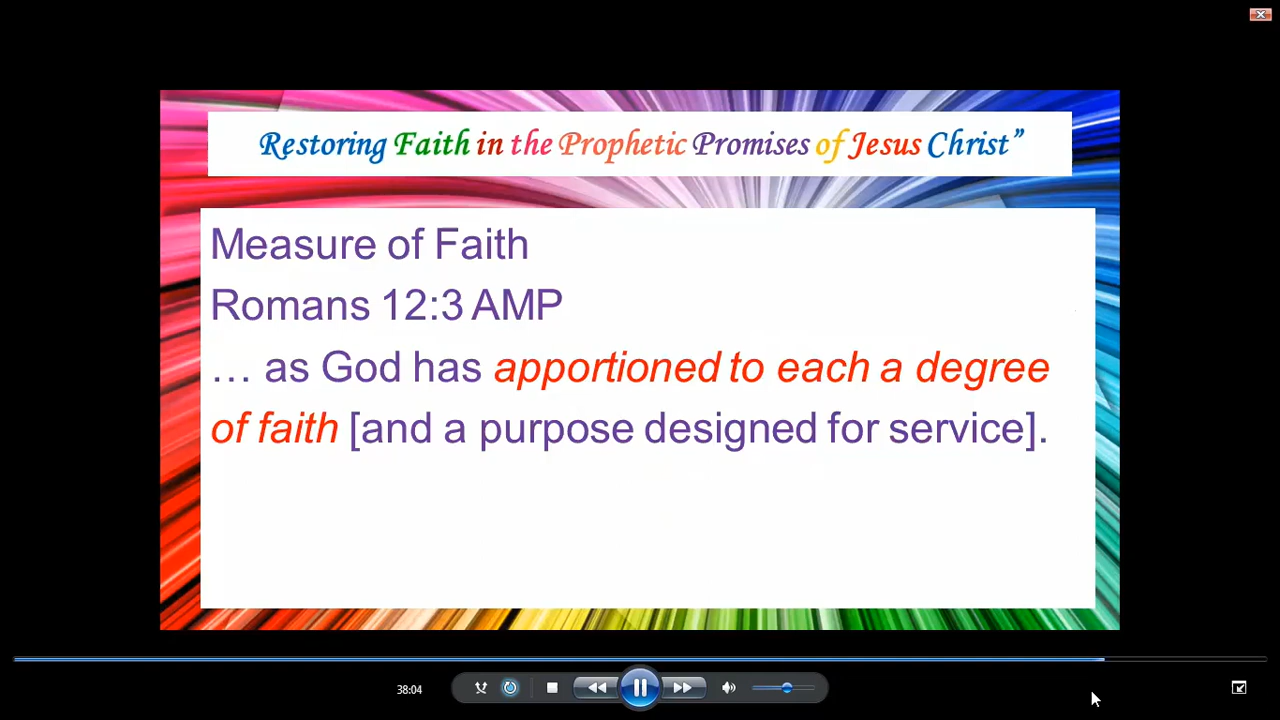 Restoring Faith in the Prophetic Promises of Jesus Christ”
Measure of Faith
Romans 12:3 AMP
… as God has apportioned to each a degree
of faith [and a purpose designed for service].
38:04